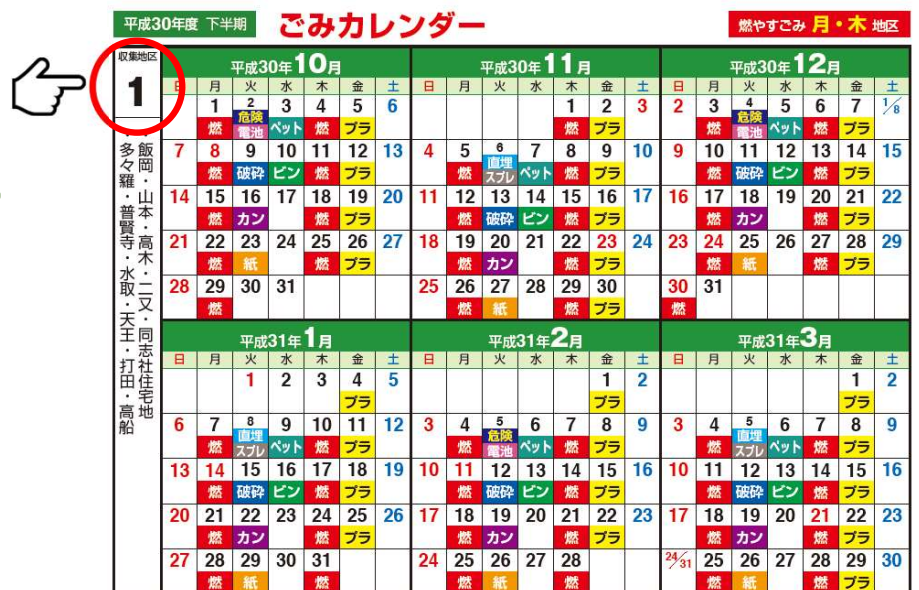 平成30年度 下半期
ごみカレンダー
燃やすごみ 月・木 地区
収集地区
1
飯岡・山本・高木・二又・同志社住宅地
・多々羅・普賢寺・水取・天王・打田・高船
平成30年10月
日 月 火 水 木 金 土
1 2 3 4 5 6
燃 危険 電池 ペット 燃 プラ
7 8 9 10 11 12 13
燃 破砕 ビン 燃 プラ
14 15 16 17 18 19 20
燃 カン 燃 プラ
21 22 23 24 25 26 27
燃 紙 燃 プラ
28 29 30 31
燃
平成30年11月
日 月 火 水 木 金 土
1 2 3
燃 プラ
4 5 6 7 8 9 10
燃 直埋 スプレ ペット 燃 プラ
11 12 13 14 15 16 17
燃 破砕 ビン 燃 プラ
18 19 20 21 22 23 24
燃 カン 燃 プラ
25 26 27 28 29 30
燃 紙 燃 プラ
平成30年12月
日 月 火 水 木 金 土
2 3 4 5 6 7 1/8
燃 危険 電池 ペット 燃 プラ
9 10 11 12 13 14 15
燃 破砕 ビン 燃 プラ
16 17 18 19 20 21 22
燃 カン 燃 プラ
23 24 25 26 27 28 29
燃 紙 燃 プラ
30 31
燃
平成31年1月
日 月 火 水 木 金 土
1 2 3 4 5
プラ
6 7 8 9 10 11 12
燃 直埋 スプレ ペット 燃 プラ
13 14 15 16 17 18 19
燃 破砕 ビン 燃 プラ
20 21 22 23 24 25 26
燃 カン 燃 プラ
27 28 29 30 31
燃 紙 燃
平成31年2月
日 月 火 水 木 金 土
1 2
プラ
3 4 5 6 7 8 9
燃 危険 電池 ペット 燃 プラ
10 11 12 13 14 15 16
燃 破砕 ビン 燃 プラ
17 18 19 20 21 22 23
燃 カン 燃 プラ
24 25 26 27 28
燃 紙 燃
平成31年3月
日 月 火 水 木 金 土
1 2
プラ
3 4 5 6 7 8 9
燃 直埋 スプレ ペット 燃 プラ
10 11 12 13 14 15 16
燃 破砕 ビン 燃 プラ
17 18 19 20 21 22 23
燃 カン 燃 プラ
24/31 25 26 27 28 29 30
燃 紙 燃 プラ